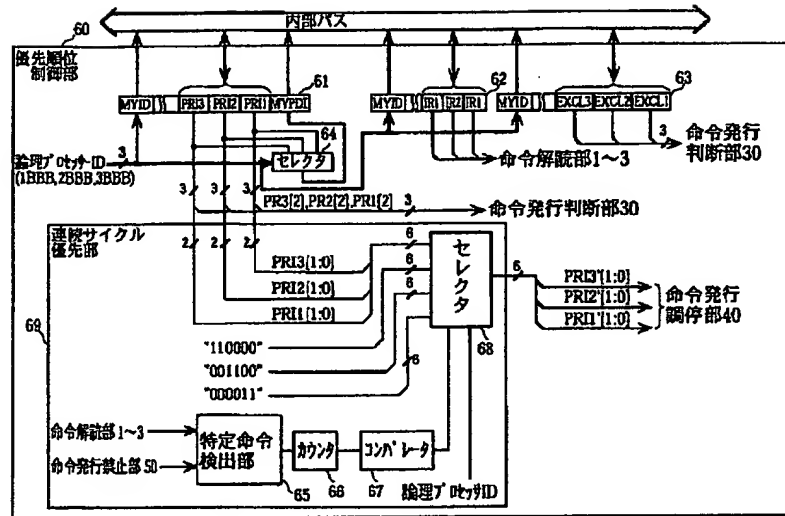 内部バス
60
優先順位
制御部
61
62
63
MYID
PRI3
PRI2
PRI1
MYPDI
MYID
IR1
IR2
IR1
MYID
EXCL3
EXCL2
EXCL1
64
論理プロセッサーID
(1BBB,2BBB,3BBB)
3
セレクタ
命令解読部1~3
3
命令発行
判断部30
3
3
3
PR3[2],PR2[2],PR1[2]
3
命令発行判断部30
連続サイクル
優先部
2
2
2
69
PRI3[1:0]
PRI2[1:0]
PRI1[1:0]
6
6
6
6
セレクタ
68
6
PRI3'[1:0]
PRI2'[1:0]
PRI1'[1:0]
命令発行
調停部40
"110000"
"001100"
"000011"
命令解読部1~3
命令発行禁止部50
特定命令
検出部
65
カウンタ
66
コンパレータ
67
論理プロセッサID